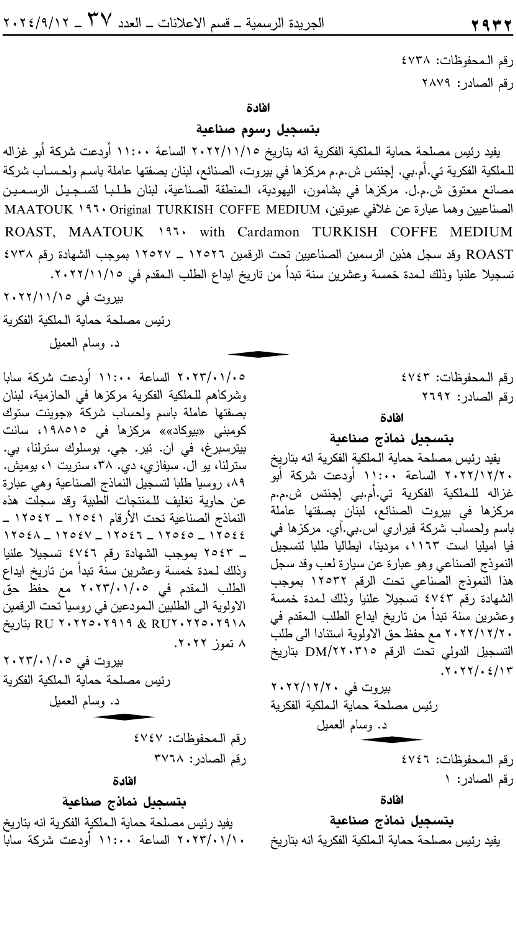 ٢٩٣٢ الجريدة الرسمية ــ قسم الاعلانات ــ العدد ٣٧ ــ ٢٠٢٤/٩/١٢
رقم المحفوظات: ٤٧٣٨
رقم الصادر: ٢٨٧٩
افادة
بتسجيل رسوم صناعية
يفيد رئيس مصلحة حماية الملكية الفكرية انه بتاريخ ٢٠٢٢/١١/١٥ الساعة ١١:٠٠ أودعت شركة أبو غزاله
للملكية الفكرية تي.أم.بي. إجنتس ش.م.م مركزها في بيروت، الصنائع، لبنان بصفتها عاملة باسم ولحساب شركة
مصانع معتوق ش.م.ل. مركزها في بشامون، اليهودية، المنطقة الصناعية، لبنان طلبا لتسجيل الرسمين
الصناعيين وهما عبارة عن غلافي عبوتين، MAATOUK ١٩٦٠ Original TURKISH COFFE MEDIUM
ROAST, MAATOUK ١٩٦٠ with Cardamon TURKISH COFFE MEDIUM
ROAST وقد سجل هذين الرسمين الصناعيين تحت الرقمين ١٢٥٢٦ ــ ١٢٥٢٧ بموجب الشهادة رقم ٤٧٣٨
تسجيلا علنيا وذلك لمدة خمسة وعشرين سنة تبدأ من تاريخ ايداع الطلب المقدم في ٢٠٢٢/١١/١٥.
بيروت في ٢٠٢٢/١١/١٥
رئيس مصلحة حماية الملكية الفكرية
د. وسام العميل
رقم المحفوظات: ٤٧٤٣
رقم الصادر: ٢٦٩٢
افادة
بتسجيل نماذج صناعية
يفيد رئيس مصلحة حماية الملكية الفكرية انه بتاريخ
٢٠٢٢/١٢/٢٠ الساعة ١١:٠٠ أودعت شركة أبي
غزاله للملكية الفكرية تي.أم.بي إجنتس ش.م.م
مركزها في بيروت الصنائع، لبنان بصفتها عاملة
باسم ولحساب شركة فيراري أس.بي.أي. مركزها في
فيا اميليا است ١١٦٣، مودينا، ايطاليا طلبا لتسجيل
النموذج الصناعي وهو عبارة عن سيارة لعب وقد سجل
هذا النموذج الصناعي تحت الرقم ١٢٥٣٢ بموجب
الشهادة رقم ٤٧٤٣ تسجيلا علنيا وذلك لمدة خمسة
وعشرين سنة تبدأ من تاريخ ايداع الطلب المقدم في
٢٠٢٢/١٢/٢٠ مع حفظ حق الاولوية استنادا الى طلب
التسجيل الدولي تحت الرقم DM/٢٢٠٣١٥ بتاريخ
٢٠٢٢/٠٤/١٣.
بيروت في ٢٠٢٢/١٢/٢٠
رئيس مصلحة حماية الملكية الفكرية
د. وسام العميل
رقم المحفوظات: ٤٧٤٦
رقم الصادر: ١
افادة
بتسجيل نماذج صناعية
يفيد رئيس مصلحة حماية الملكية الفكرية انه بتاريخ
٢٠٢٣/٠١/٠٥ الساعة ١١:٠٠ أودعت شركة سابا
وشركاهم للملكية الفكرية مركزها في الحازمية، لبنان
بصفتها عاملة باسم ولحساب شركة «جوينت ستوك
كومبني «بيوكاد»» مركزها في ١٩٨٥١٥، سانت
بيترسبرغ، في ان. تير. جي. بوسلوك سترلنا، بي.
سترلنا، يو ال. سفيازي، دي. ٣٨، ستريت ١، بوميش.
٨٩، روسيا طلبا لتسجيل النماذج الصناعية وهي عبارة
عن حاوية تغليف للمنتجات الطبية وقد سجلت هذه
النماذج الصناعية تحت الأرقام ١٢٥٤١ ــ ١٢٥٤٢ ــ
١٢٥٤٤ ــ ١٢٥٤٥ ــ ١٢٥٤٦ ــ ١٢٥٤٧ ــ ١٢٥٤٨
ــ ٢٥٤٣ بموجب الشهادة رقم ٤٧٤٦ تسجيلا علنيا
وذلك لمدة خمسة وعشرين سنة تبدأ من تاريخ ايداع
الطلب المقدم في ٢٠٢٣/٠١/٠٥ مع حفظ حق
الاولوية الى الطلبين المودعين في روسيا تحت الرقمين
RU ٢٠٢٢٥٠٢٩١٩ & RU٢٠٢٢٥٠٢٩١٨ بتاريخ
٨ تموز ٢٠٢٢.
بيروت في ٢٠٢٣/٠١/٠٥
رئيس مصلحة حماية الملكية الفكرية
د. وسام العميل
رقم المحفوظات: ٤٧٤٧
رقم الصادر: ٣٧٦٨
افادة
بتسجيل نماذج صناعية
يفيد رئيس مصلحة حماية الملكية الفكرية انه بتاريخ
٢٠٢٣/٠١/١٠ الساعة ١١:٠٠ أودعت شركة سابا